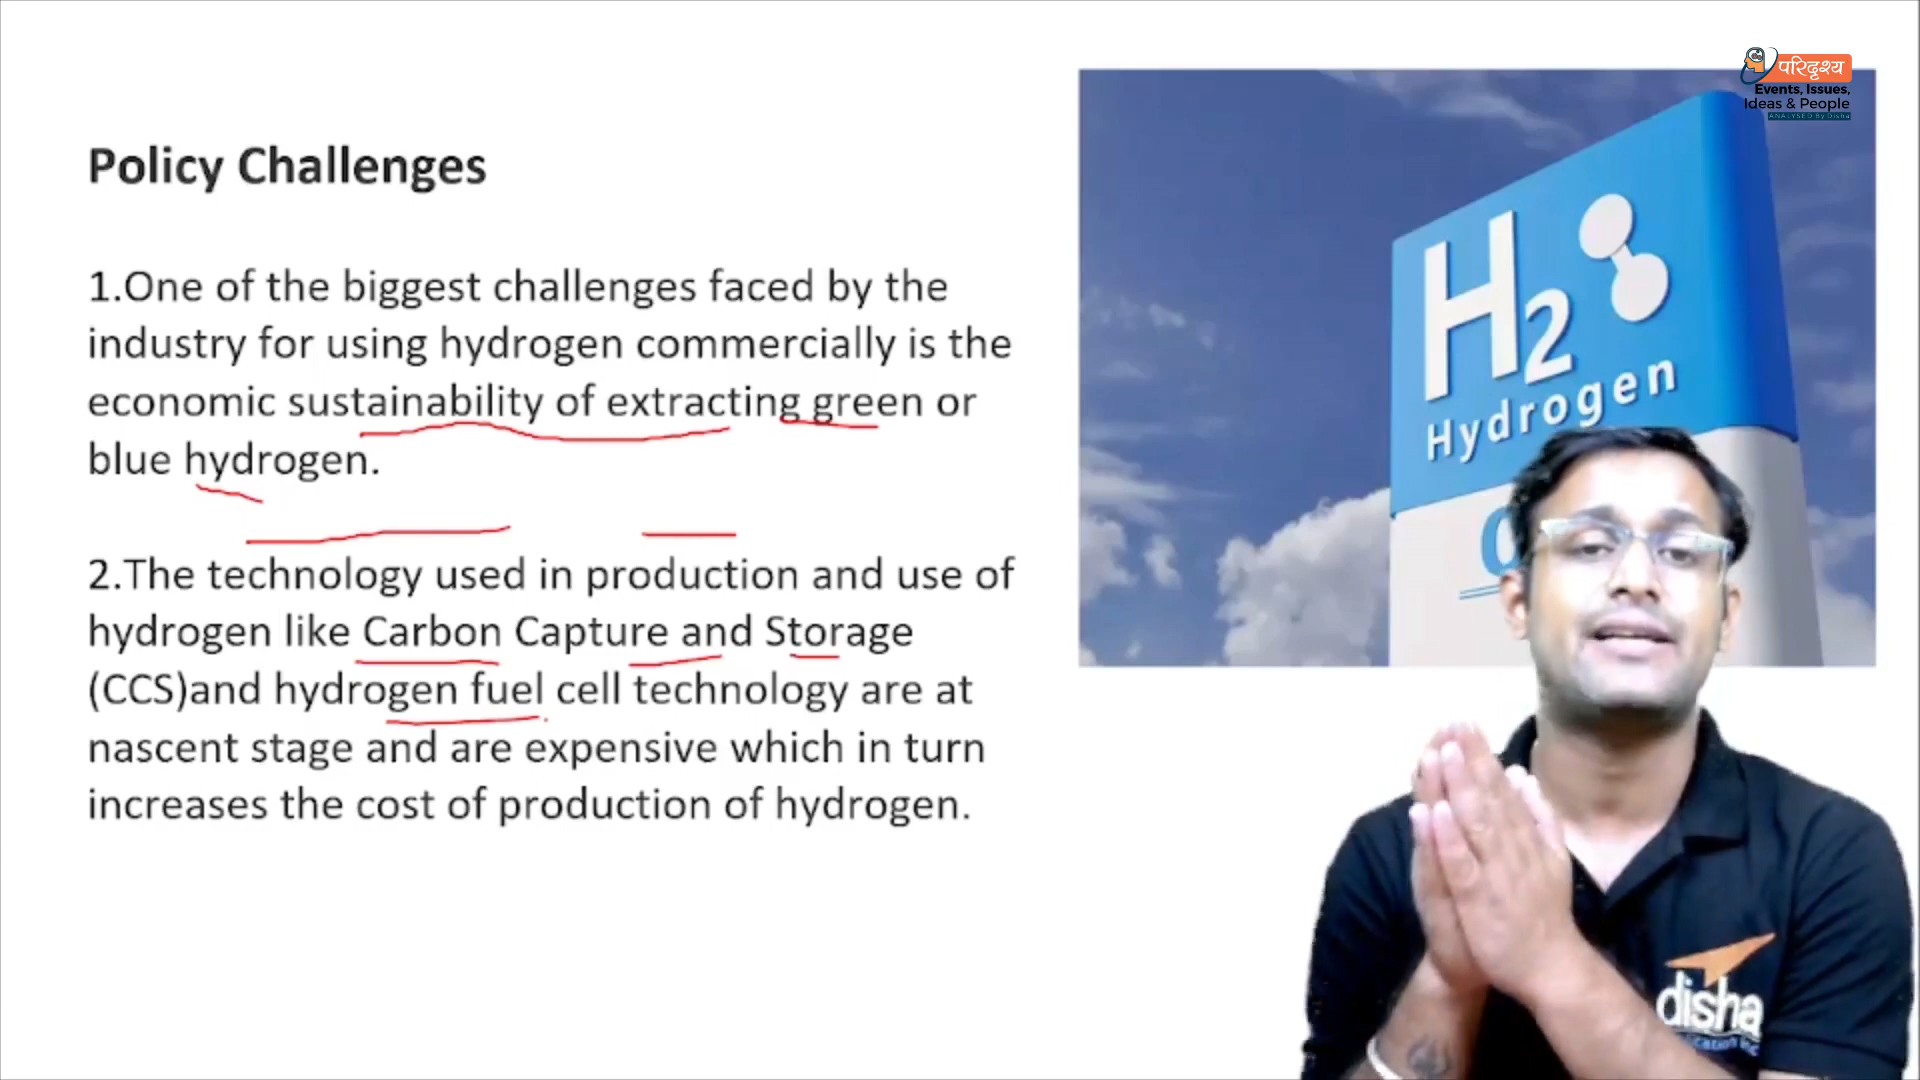 परिदृश्य
Events, Issues,
Ideas & People
ANALYSED By Disha
Policy Challenges
1.One of the biggest challenges faced by the
industry for using hydrogen commercially is the
economic sustainability of extracting green or
blue hydrogen.
2.The technology used in production and use of
hydrogen like Carbon Capture and Storage
(CCS)and hydrogen fuel cell technology are at
nascent stage and are expensive which in turn
increases the cost of production of hydrogen.
H2
Hydrogen
disha